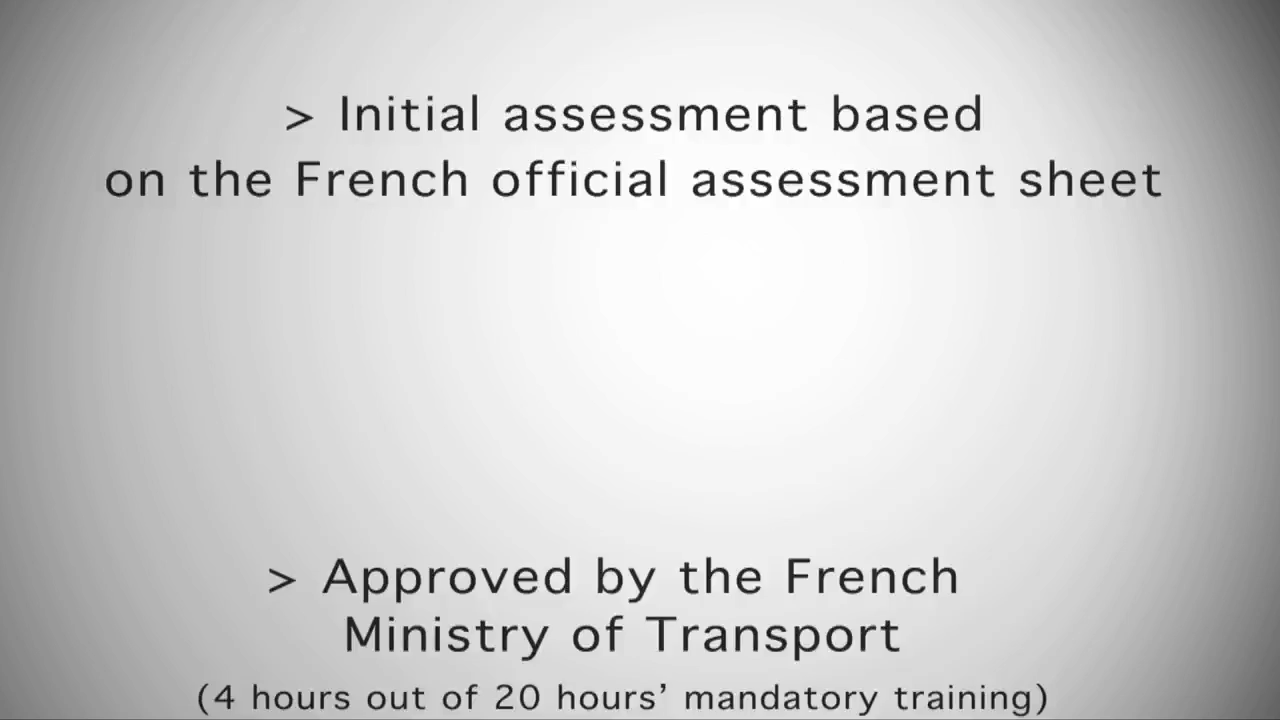 > Initial assessment based
on the French official assessment sheet
> Approved by the French
Ministry of Transport
(4 hours out of 20 hours’ mandatory training)